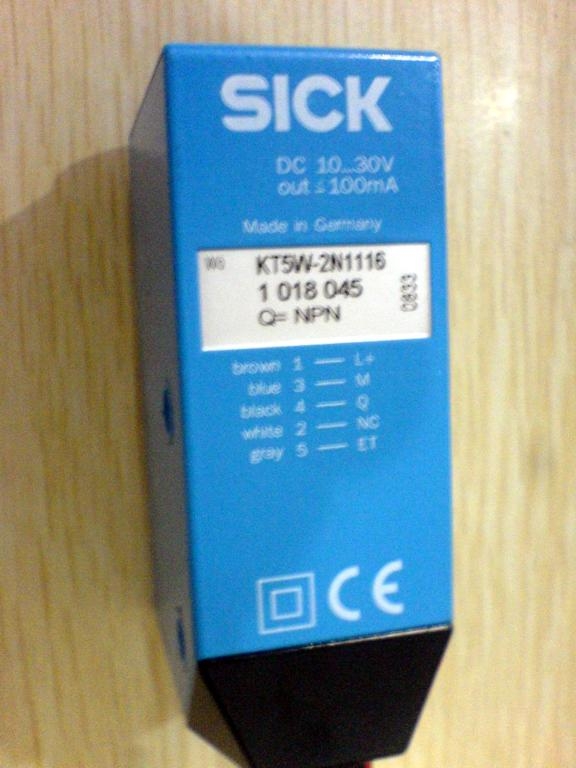 SICK
DC 10...30V
out ≤ 100mA
Made in Germany
KT5W-2N1116
1 018 045
Q= NPN
0833
brown 1 — L+
blue 3 — M
black 4 — Q
white 2 — NC
gray 5 — ET
CE